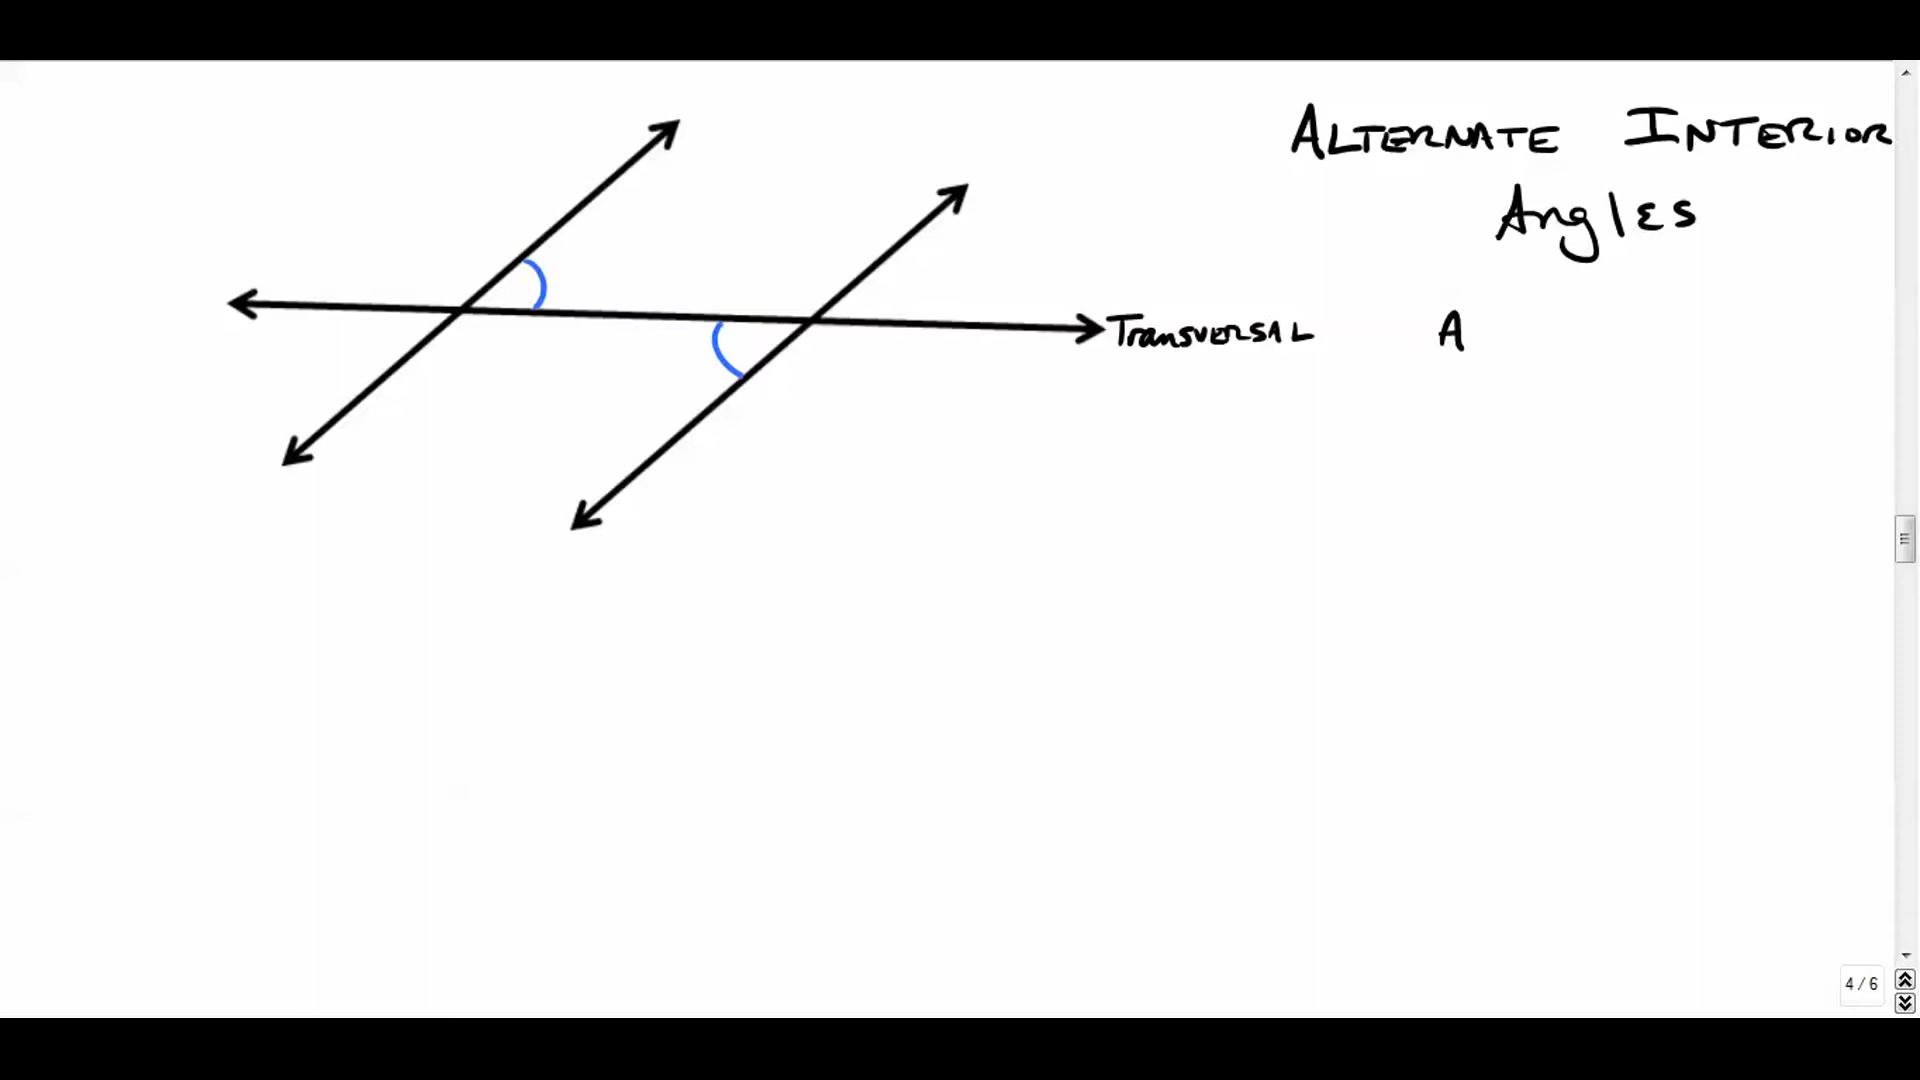 ALTERNATE INTERIOR
AnglEs
TransVERSAL
A
4 / 6